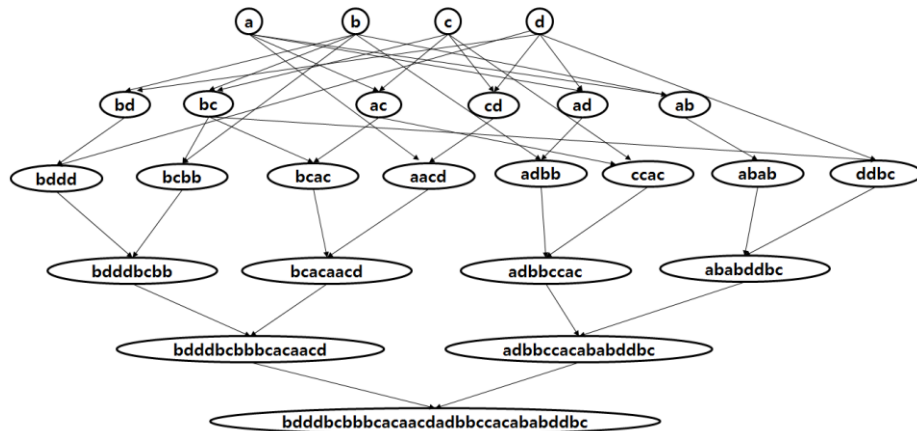 a b c d
bd bc ac cd ad ab
bddd bcbb bcac aacd adbb ccac abab ddbc
bdddbcbb bcacaacd adbbccac ababddbc
bdddbcbbbcacaacd adbbccacababddbc
bdddbcbbbcacaacdadbbccacababddbc